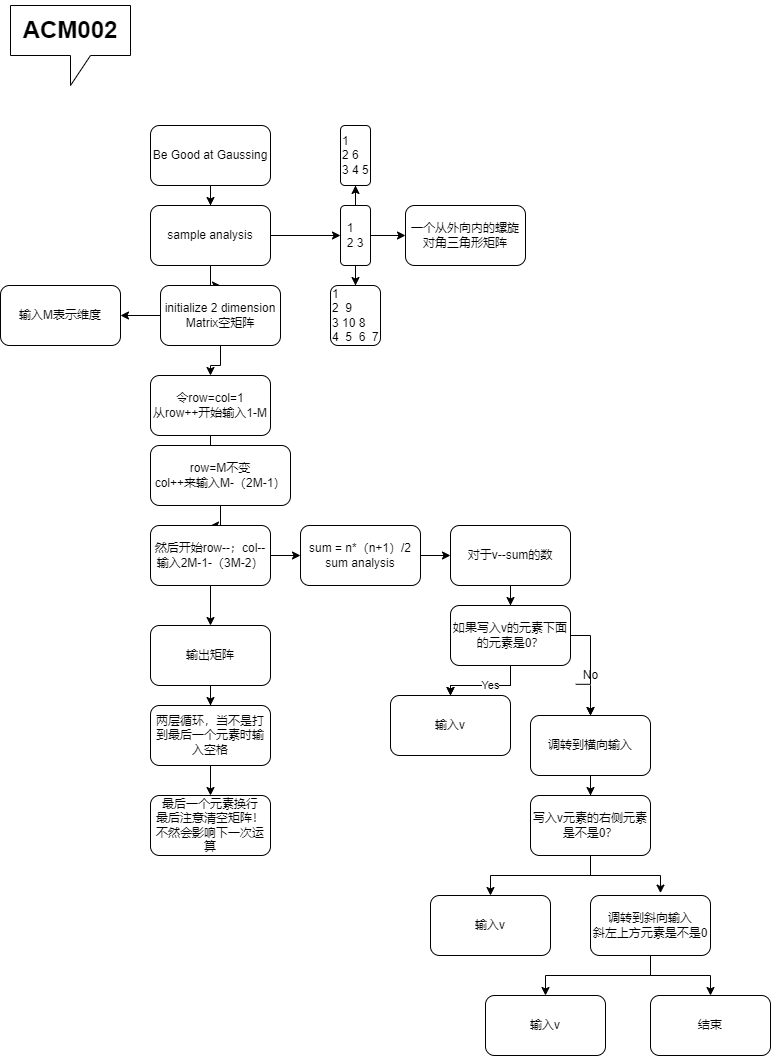 ACM002
Be Good at Gaussing
1
2 6
3 4 5
sample analysis
1
2 3
一个从外向内的螺旋
对角三角形矩阵
输入M表示维度
initialize 2 dimension
Matrix空矩阵
1
2 9
3 10 8
4 5 6 7
令row=col=1
从row++开始输入1-M
row=M不变
col++来输入M-（2M-1）
然后开始row--；col--
输入2M-1-（3M-2）
sum = n*（n+1）/2
sum analysis
对于v--sum的数
如果写入v的元素下面
的元素是0？
Yes
No
输入v
调转到横向输入
输出矩阵
两层循环，当不是打
到最后一个元素时输
入空格
最后一个元素换行
最后注意清空矩阵！
不然会影响下一次运
算
写入v元素的右侧元素
是不是0？
输入v
调转到斜向输入
斜左上方元素是不是0
输入v
结束